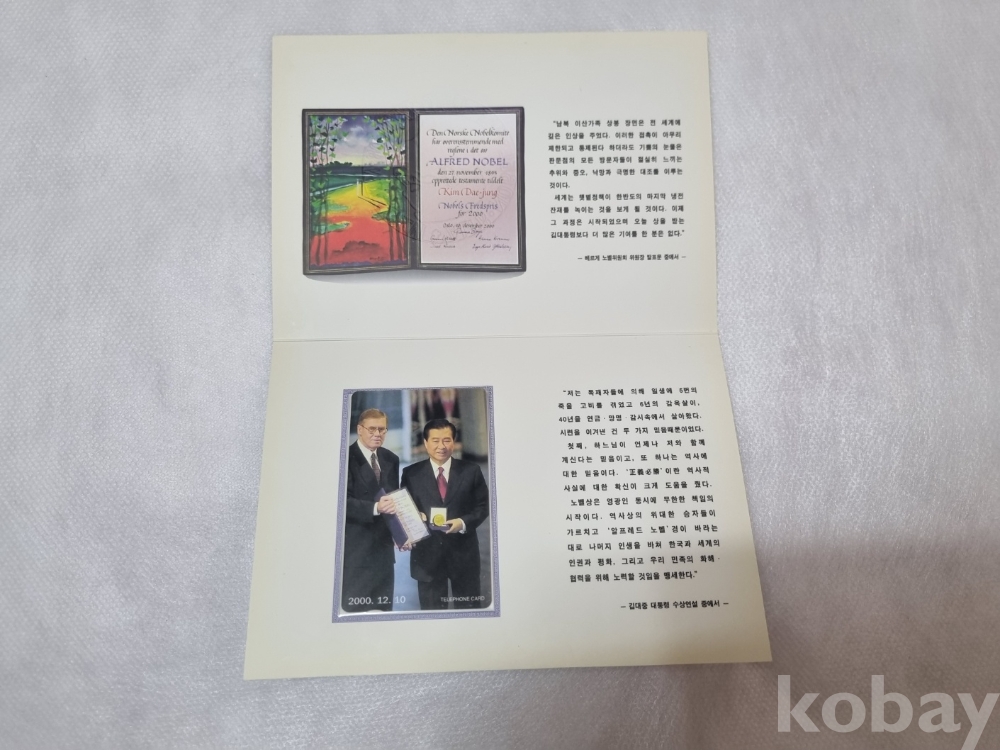 Den Norske Nobelkomite
har overensstemmende med
reglene i det av
ALFRED NOBEL
den 27. november 1895
opprettede testamente tildelt
Kim Dae-jung
Nobels Fredspris
for 2000
Oslo, 10. desember 2000
"남북 이산가족 상봉 장면은 전 세계에
깊은 인상을 주었다. 이러한 접촉이 아무리
제한되고 통제된다 하더라도 기쁨의 눈물은
판문점의 모든 방문자들이 절실히 느끼는
추위와 증오, 낙망과 극명한 대조를 이루는
것이다.
세계는 햇볕정책이 한반도의 마지막 냉전
잔재를 녹이는 것을 보게 될 것이다. 이제
그 과정은 시작되었으며 오늘 상을 받는
김대통령보다 더 많은 기여를 한 분은 없다."
- 베르게 노벨위원회 위원장 발표문 중에서 -
"저는 독재자들에 의해 일생에 5번의
죽을 고비를 겪었고 6년의 감옥살이,
40년을 연금·망명·감시속에서 살아왔다.
시련을 이겨낸 건 두 가지 믿음때문이었다.
첫째, 하느님이 언제나 저와 함께
계신다는 믿음이고, 또 하나는 역사에
대한 믿음이다. '正義必勝'이란 역사적
사실에 대한 확신이 크게 도움을 줬다.
노벨상은 영광인 동시에 무한한 책임의
시작이다. 역사상의 위대한 승자들이
가르치고 '알프레드 노벨'경이 바라는
대로 나머지 인생을 바쳐 한국과 세계의
인권과 평화, 그리고 우리 민족의 화해·
협력을 위해 노력할 것임을 맹세한다."
- 김대중 대통령 수상연설 중에서 -
2000. 12. 10
TELEPHONE CARD
kobay